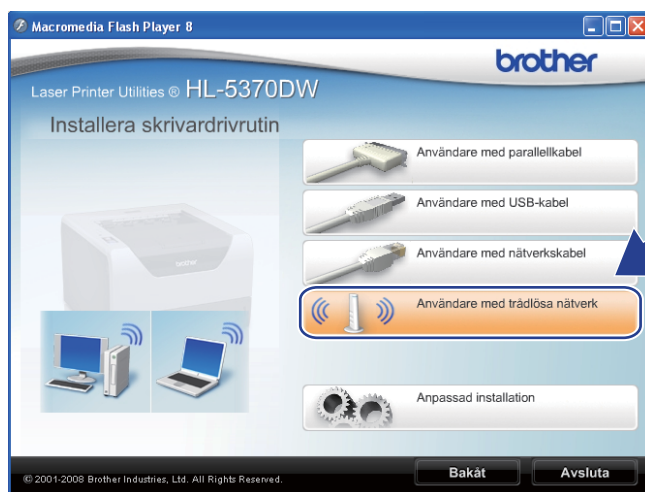 Macromedia Flash Player 8
brother
Laser Printer Utilities ® HL-5370DW
Installera skrivardrivrutin
Användare med parallellkabel
Användare med USB-kabel
Användare med nätverkskabel
Användare med trådlösa nätverk
Anpassad installation
brother
© 2001-2008 Brother Industries, Ltd. All Rights Reserved.
Bakåt
Avsluta